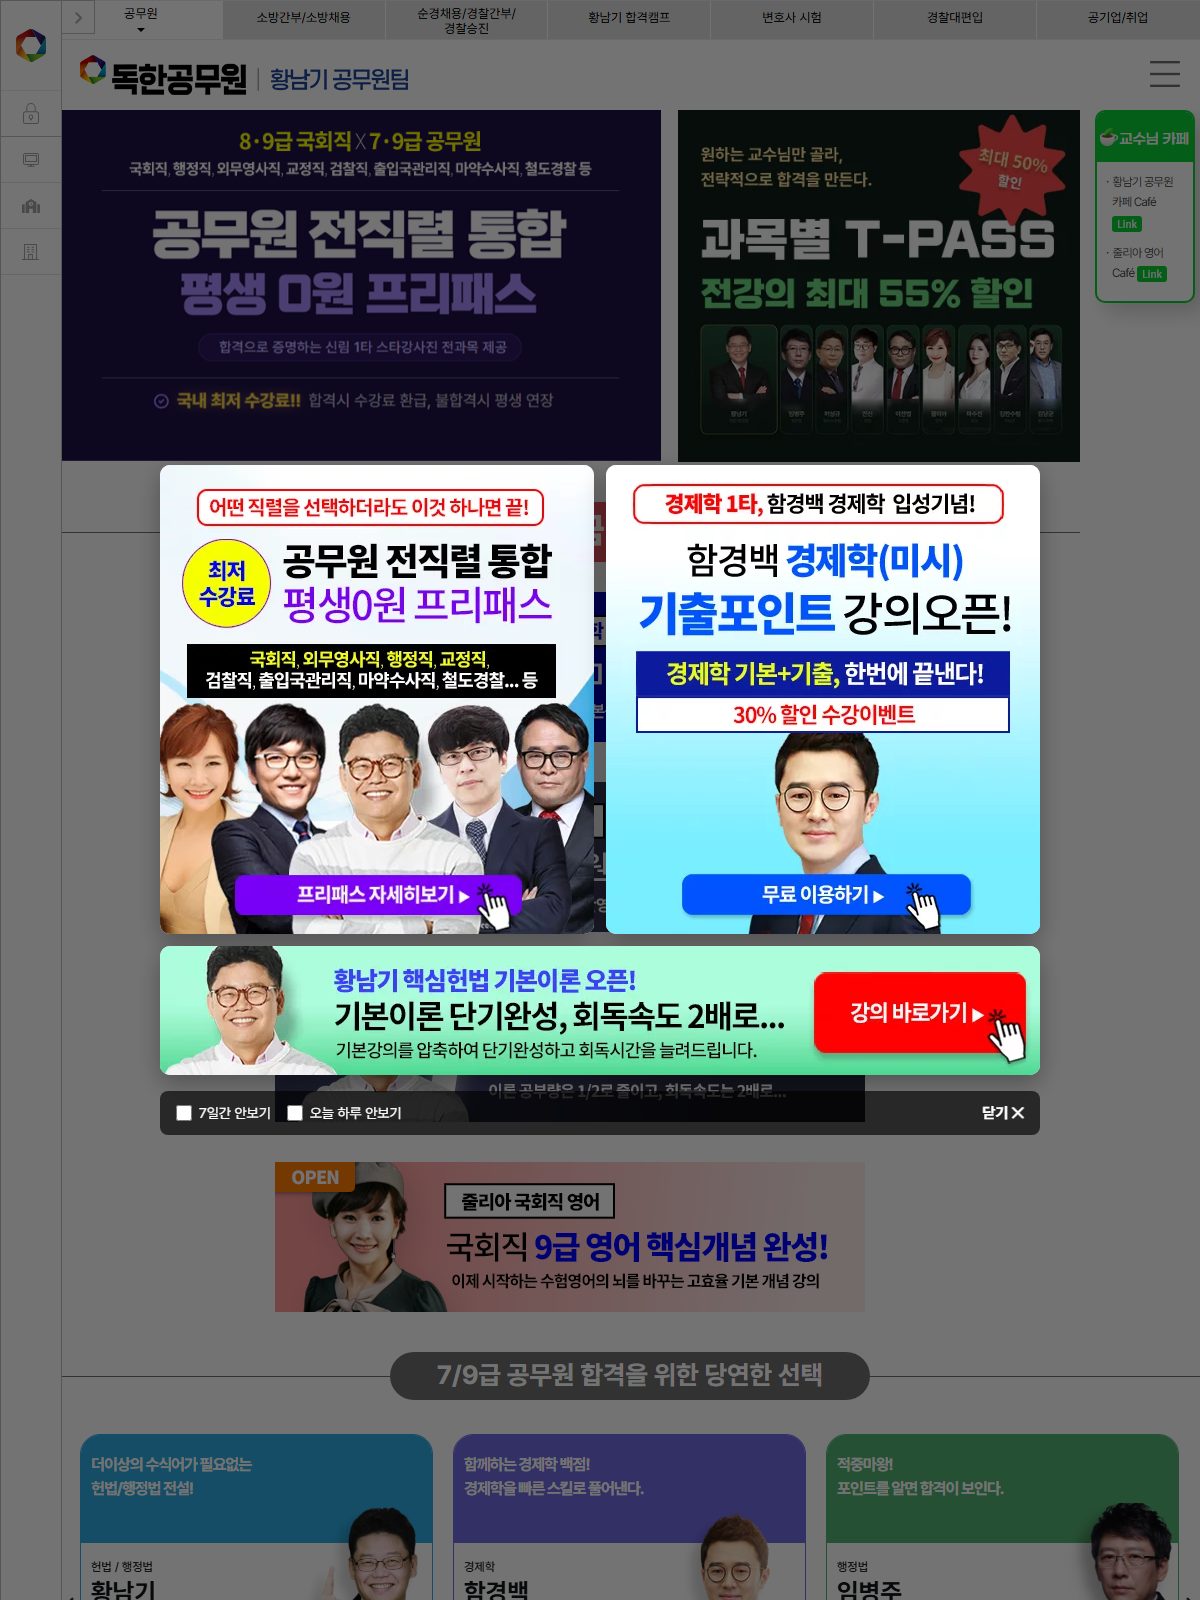 공무원
소방간부/소방채용
순경채용/경찰간부/
경찰승진
황남기 합격캠프
변호사 시험
경찰대편입
공기업/취업
독한공무원
황남기 공무원팀
8·9급 국회직 X 7·9급 공무원
국회직, 행정직, 외무영사직, 교정직, 검찰직, 출입국관리직, 마약수사직, 철도경찰 등
공무원 전직렬 통합
평생 0원 프리패스
합격으로 증명하는 신림 1타 스타강사진 전과목 제공
국내 최저 수강료!! 합격시 수강료 환급, 불합격시 평생 연장
원하는 교수님만 골라,
전략적으로 합격을 만든다.
최대 50%
할인
과목별 T-PASS
전강의 최대 55% 할인
교수님 카페
· 황남기 공무원
카페 Café
Link
· 줄리아 영어
Café Link
어떤 직렬을 선택하더라도 이것 하나면 끝!
최저
수강료
공무원 전직렬 통합
평생0원 프리패스
국회직, 외무영사직, 행정직, 교정직,
검찰직, 출입국관리직, 마약수사직, 철도경찰... 등
프리패스 자세히보기
경제학 1타, 함경백 경제학 입성기념!
함경백 경제학(미시)
기출포인트 강의오픈!
경제학 기본+기출, 한번에 끝낸다!
30% 할인 수강이벤트
무료 이용하기
황남기 핵심헌법 기본이론 오픈!
기본이론 단기완성, 회독속도 2배로...
기본강의를 압축하여 단기완성하고 회독시간을 늘려드립니다.
강의 바로가기
이론 공부량은 1/2로 줄이고, 회독속도는 2배로...
7일간 안보기
오늘 하루 안보기
닫기
OPEN
줄리아 국회직 영어
국회직 9급 영어 핵심개념 완성!
이제 시작하는 수험영어의 뇌를 바꾸는 고효율 기본 개념 강의
7/9급 공무원 합격을 위한 당연한 선택
더이상의 수식어가 필요없는
헌법/행정법 전설!
헌법 / 행정법
황남기
함께하는 경제학 백점!
경제학을 빠른 스킬로 풀어낸다.
경제학
함경백
적중마왕!
포인트를 알면 합격이 보인다.
행정법
임병주